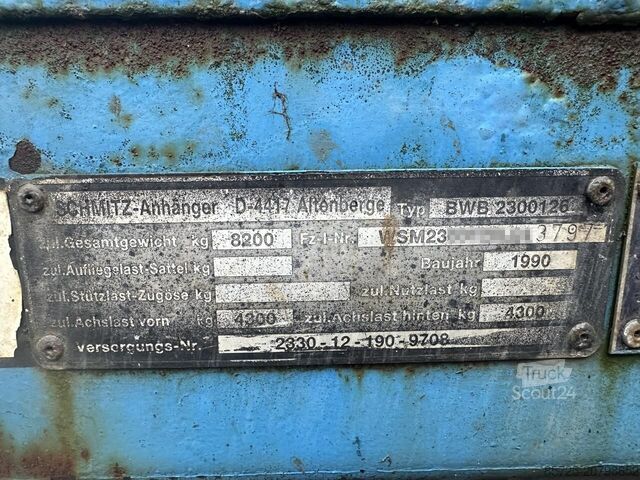 SCHMITZ-Anhänger D-4417 Altenberge Typ BWB 2300126
zul.Gesamtgewicht kg 8200 Fz-I-Nr. WSM23 3797
zul.Aufliegelast-Sattel kg Baujahr 1990
zul.Stützlast-Zugöse kg zul.Nutzlast kg
zul.Achslast vorn kg 4300 zul.Achslast hinten kg 4300
Versorgungs-Nr. 2330-12-190-9708
Truck
Scout24